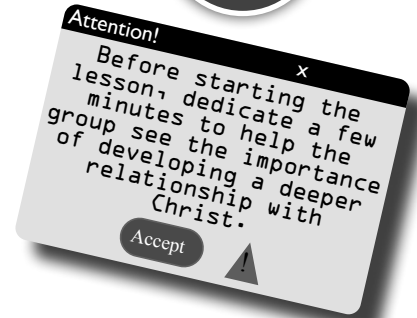 Attention!
x
Before starting the
lesson, dedicate a few
minutes to help the
group see the importance
of developing a deeper
relationship with
Christ.
Accept
!